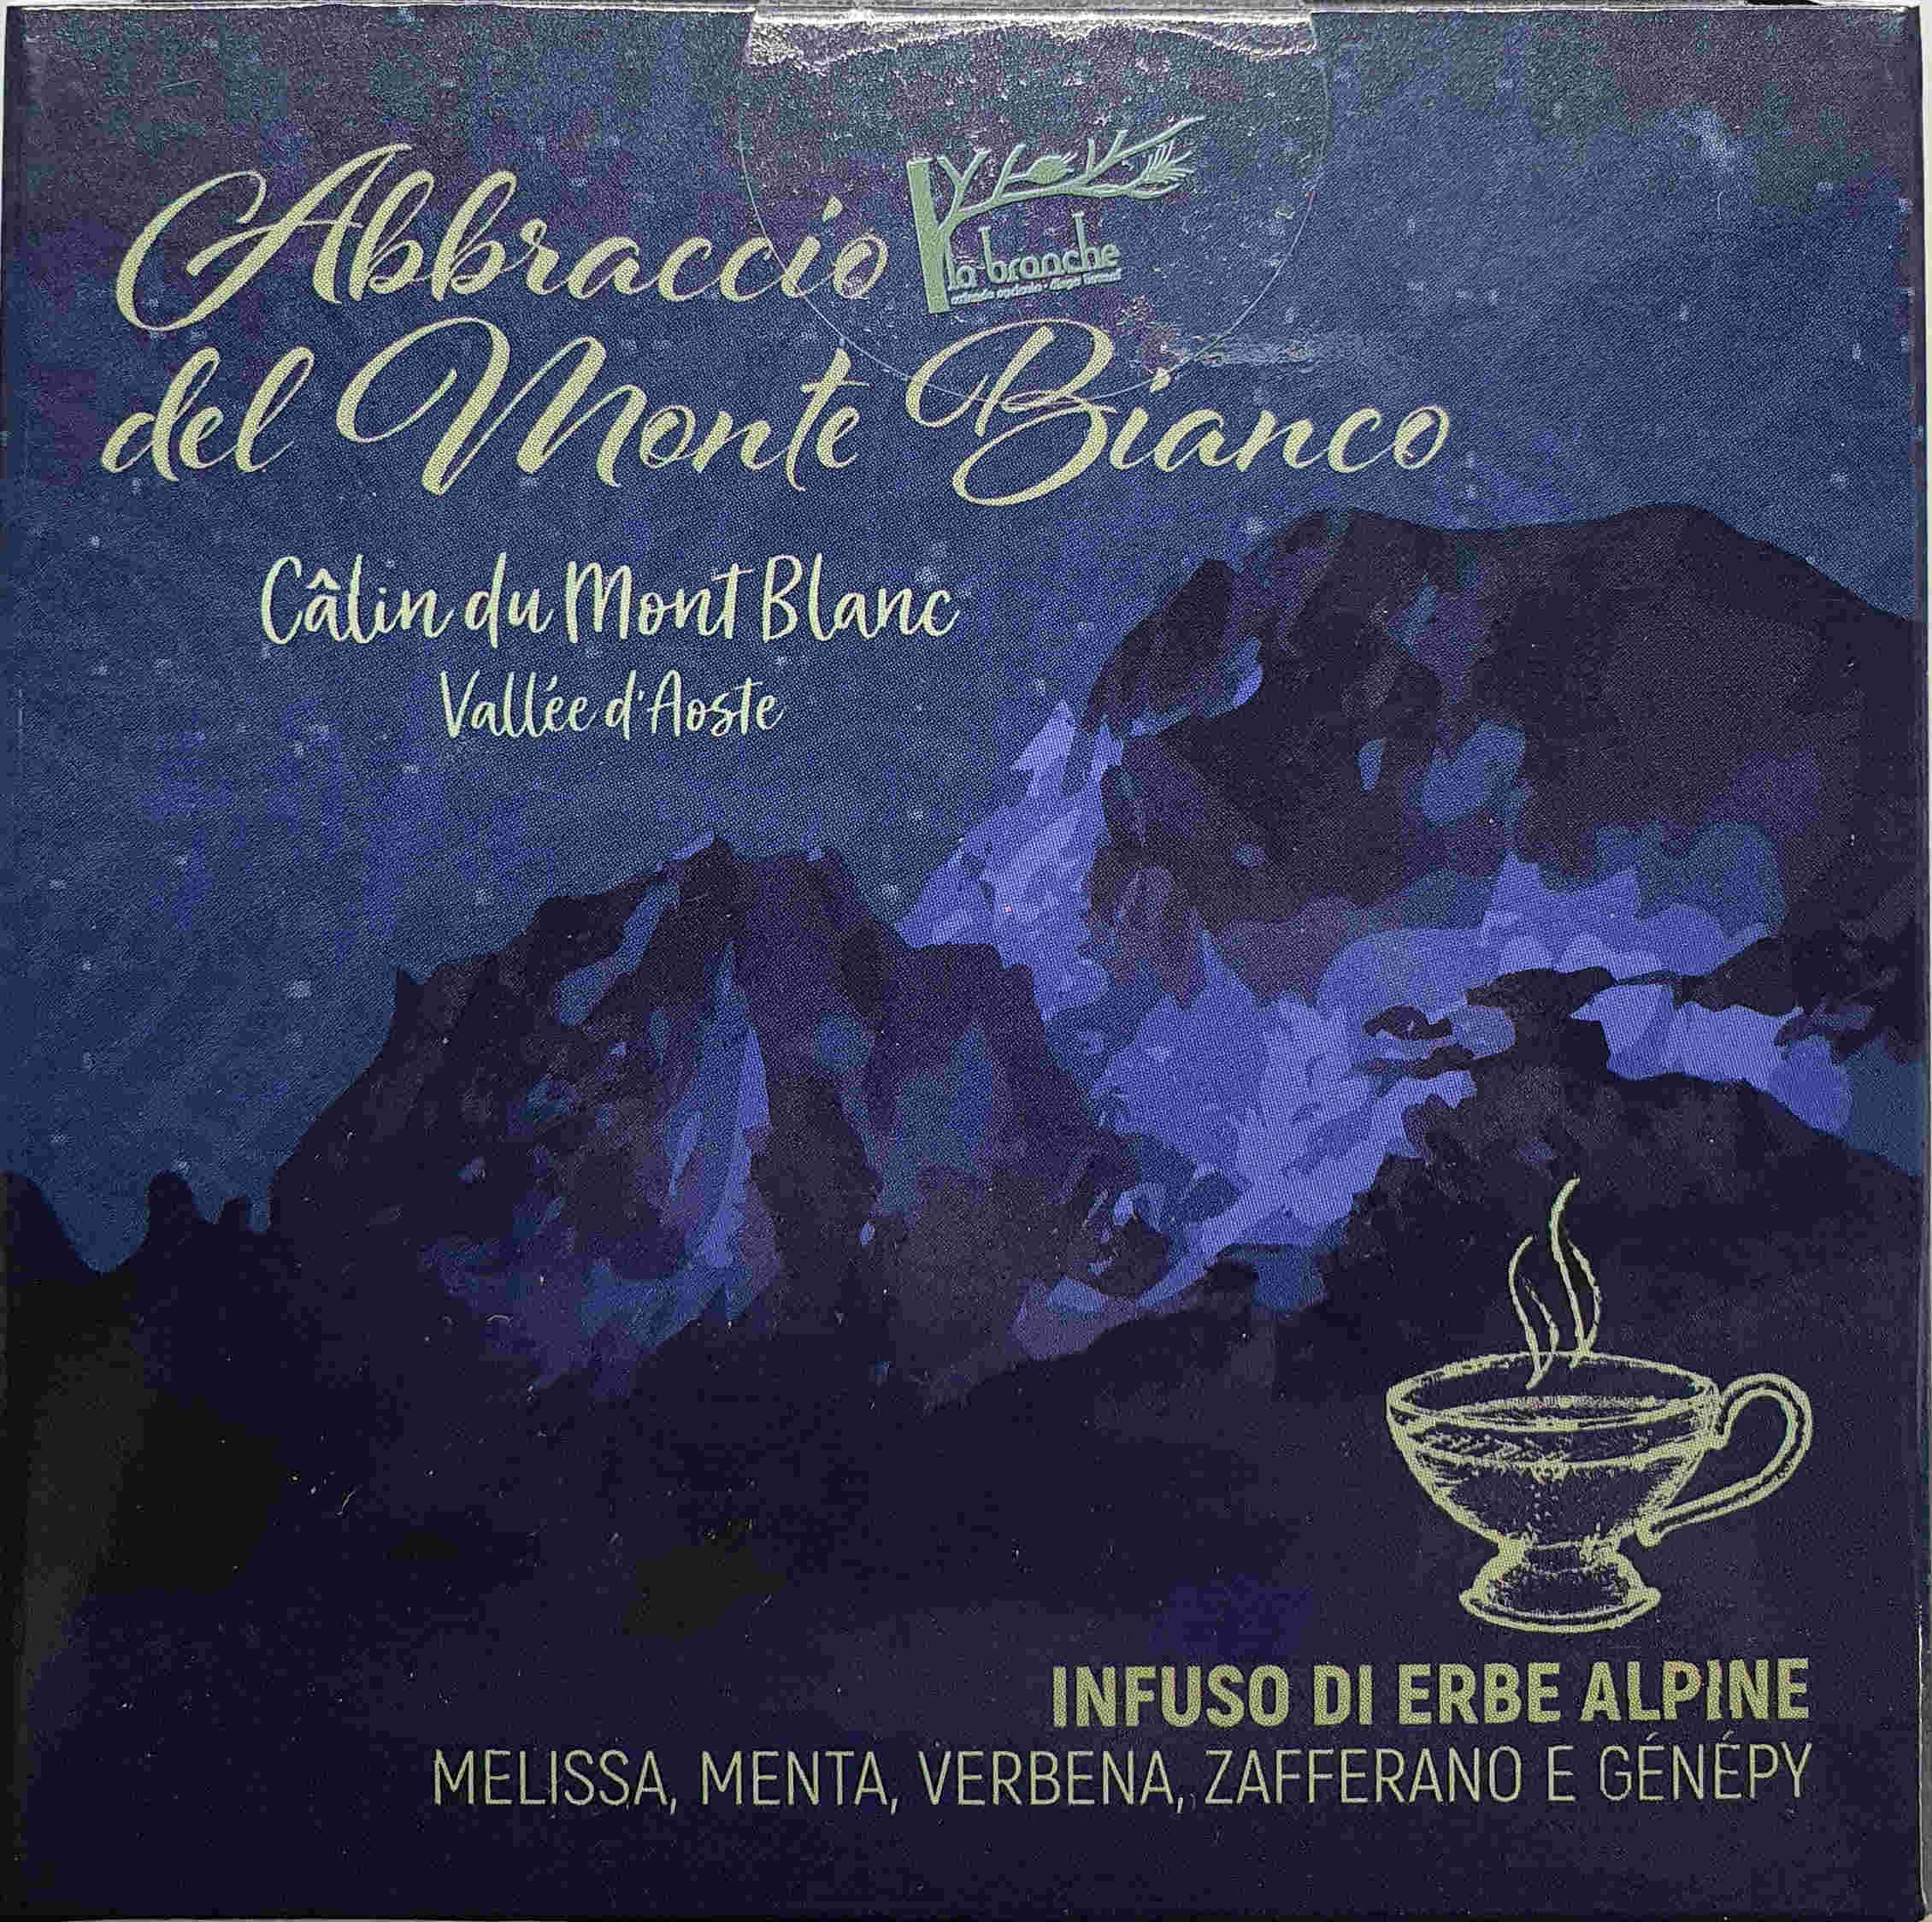 Abbraccio
la branche
del Monte Bianco
Câlin du Mont Blanc
Vallée d'Aoste
INFUSO DI ERBE ALPINE
MELISSA, MENTA, VERBENA, ZAFFERANO E GÉNÉPY